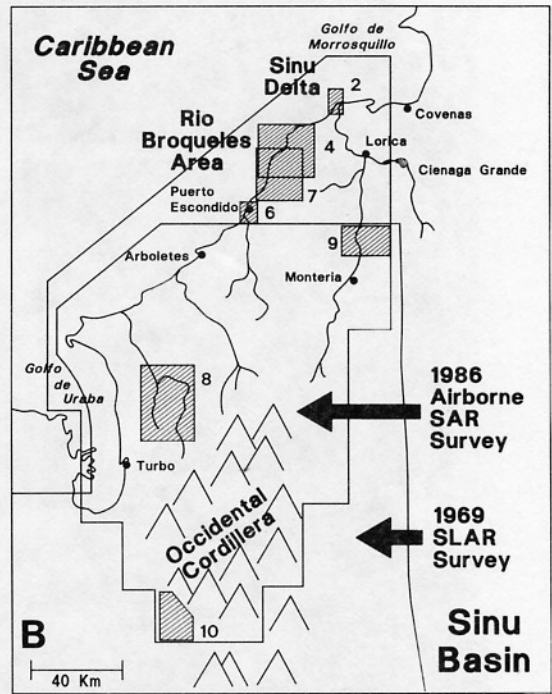 Caribbean
Sea
Golfo de
Morrosquillo
Sinu
Delta
2
Covenas
Rio
Broqueles
Area
4
Lorica
Cienaga Grande
7
Puerto
Escondido
6
9
Arboletes
Monteria
Golfo
de
Uraba
8
1986
Airborne
SAR
Survey
Turbo
Occidental
Cordillera
1969
SLAR
Survey
10
B
Sinu
Basin
40 Km